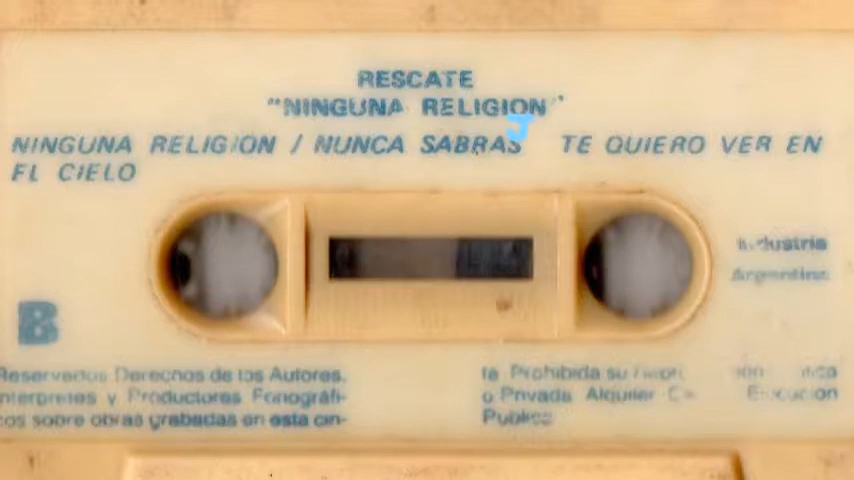 RESCATE
"NINGUNA RELIGION"
J
NINGUNA RELIGION / NUNCA SABRAS TE QUIERO VER EN
EL CIELO
Industria
Argentina
B
Reservados Derechos de los Autores,
Interpretes y Productores Fonográfi-
cos sobre obras grabadas en esta cin-
ta Prohibida su
o Privada Alquiler Ejecucion
Publica